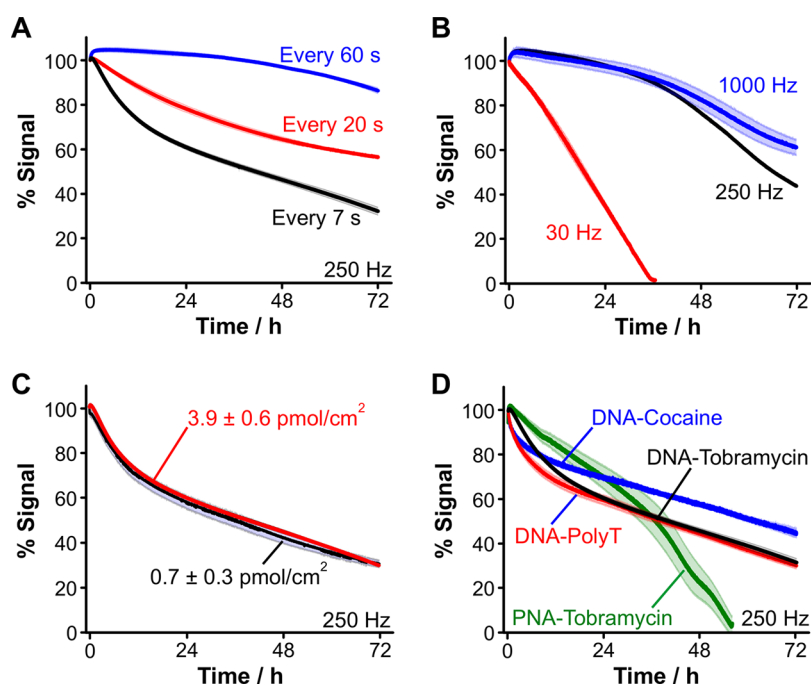 A
% Signal
100
80
60
40
20
0
Every 60 s
Every 20 s
Every 7 s
250 Hz
0
24
48
72
Time / h
B
% Signal
100
80
60
40
20
0
1000 Hz
250 Hz
30 Hz
0
24
48
72
Time / h
C
% Signal
100
80
60
40
20
0
3.9 ± 0.6 pmol/cm²
0.7 ± 0.3 pmol/cm²
250 Hz
0
24
48
72
Time / h
D
% Signal
100
80
60
40
20
0
DNA-Cocaine
DNA-Tobramycin
DNA-PolyT
PNA-Tobramycin
250 Hz
0
24
48
72
Time / h